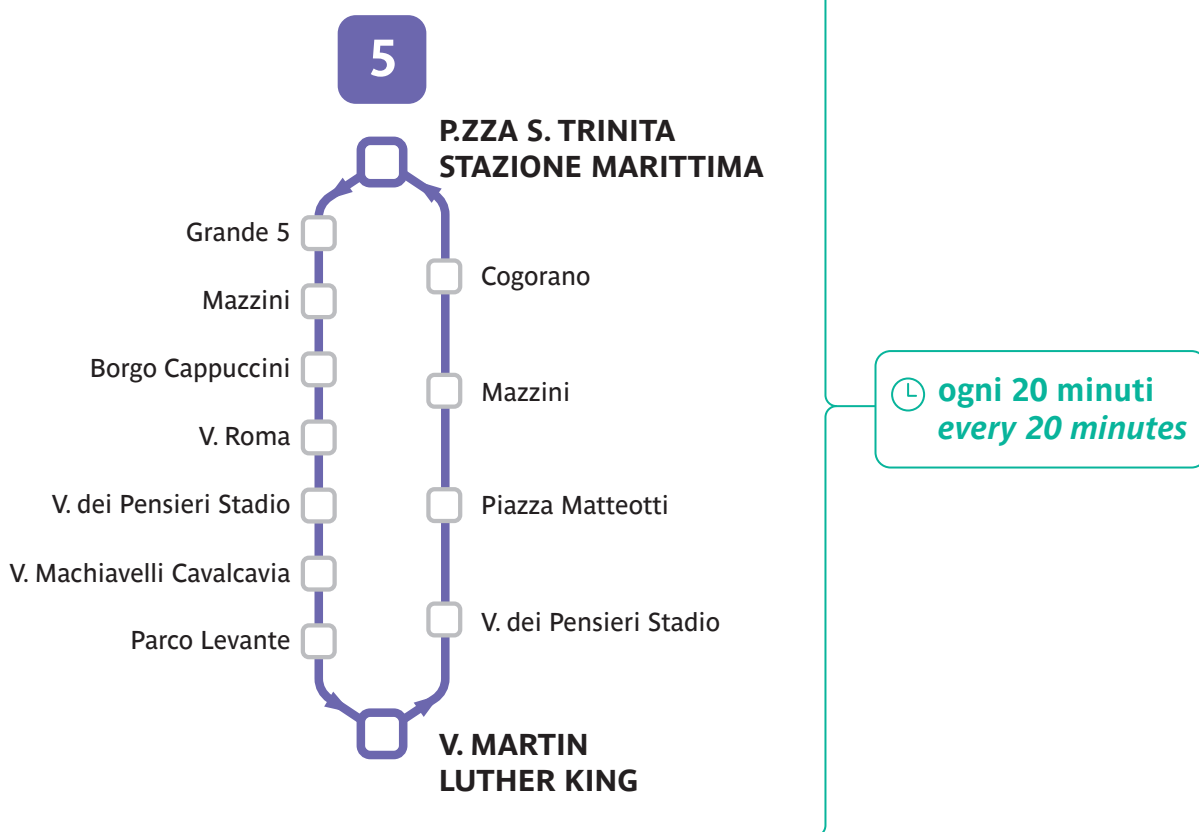 5
P.ZZA S. TRINITA
STAZIONE MARITTIMA
Grande 5
Mazzini
Borgo Cappuccini
V. Roma
V. dei Pensieri Stadio
V. Machiavelli Cavalcavia
Parco Levante
Cogorano
Mazzini
Piazza Matteotti
V. dei Pensieri Stadio
V. MARTIN
LUTHER KING
ogni 20 minuti
every 20 minutes